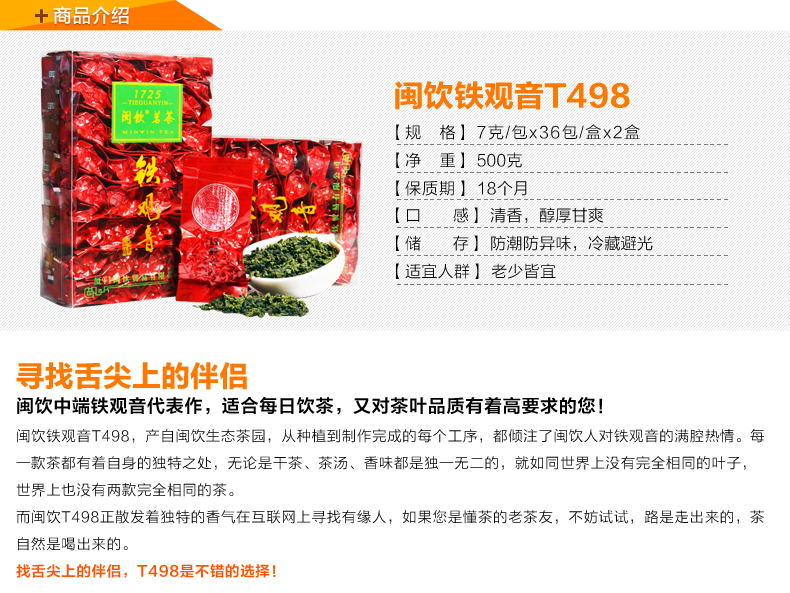 + 商品介绍
1725
TIEGUANYIN
闽饮®茗茶
MINYIN TEA
铁观音
闽饮铁观音T498
【规 格】7克/包x36包/盒x2盒
【净 重】500克
【保质期】18个月
【口 感】清香，醇厚甘爽
【储 存】防潮防异味，冷藏避光
【适宜人群】老少皆宜
寻找舌尖上的伴侣
闽饮中端铁观音代表作，适合每日饮茶，又对茶叶品质有着高要求的您！
闽饮铁观音T498，产自闽饮生态茶园，从种植到制作完成的每个工序，都倾注了闽饮人对铁观音的满腔热情。每
一款茶都有着自身的独特之处，无论是干茶、茶汤、香味都是独一无二的，就如同世界上没有完全相同的叶子，
世界上也没有两款完全相同的茶。
而闽饮T498正散发着独特的香气在互联网上寻找有缘人，如果您是懂茶的老茶友，不妨试试，路是走出来的，茶
自然是喝出来的。
找舌尖上的伴侣，T498是不错的选择！